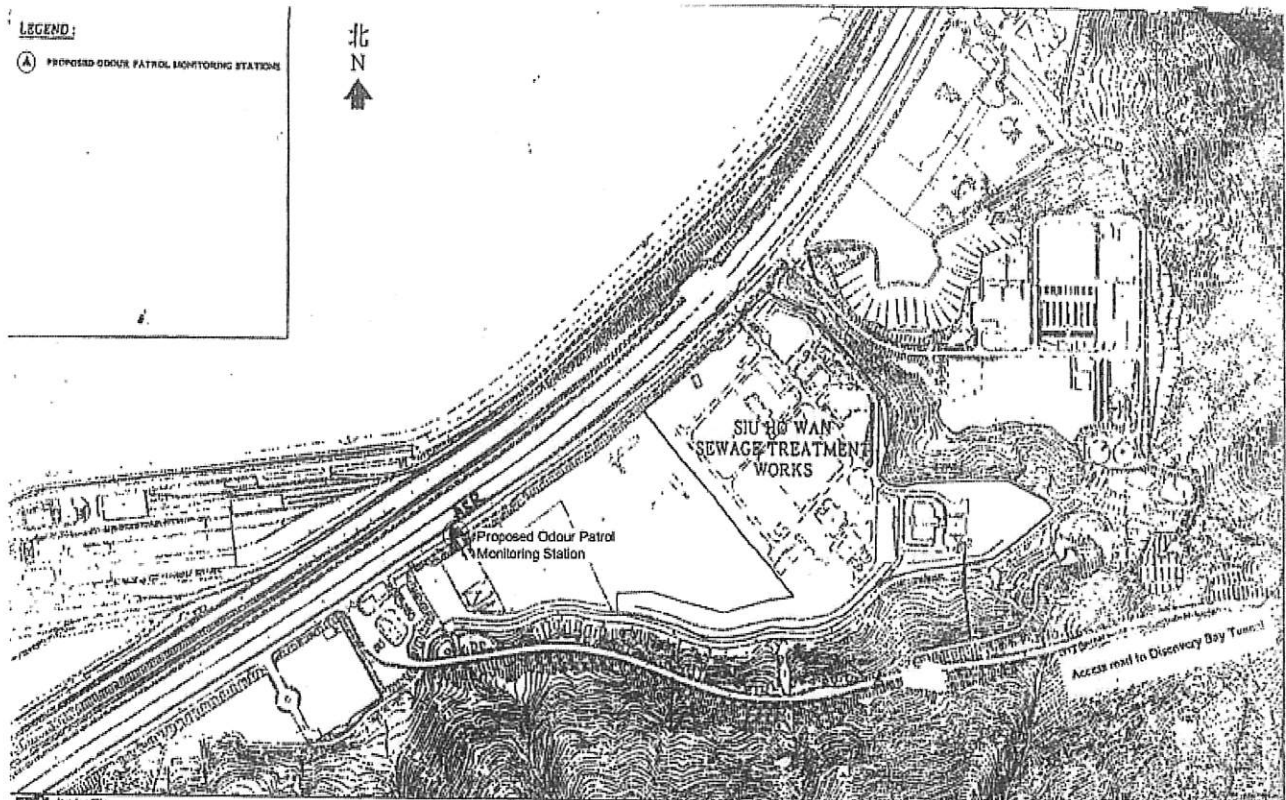 LEGEND:
A PROPOSED ODOUR PATROL MONITORING STATIONS
北
N
SIU HO WAN
SEWAGE TREATMENT
WORKS
Proposed Odour Patrol
Monitoring Station
Access road to Discovery Bay Tunnel